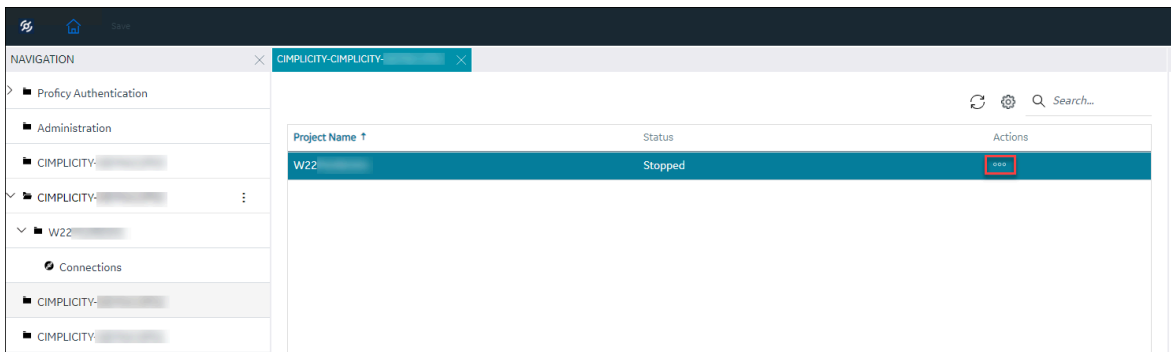 Save
NAVIGATION
CIMPLICITY-CIMPLICITY-
Proficy Authentication
Search...
Administration
Project Name ↑ Status Actions
CIMPLICITY-
W22 Stopped
CIMPLICITY-
W22
Connections
CIMPLICITY-
CIMPLICITY-